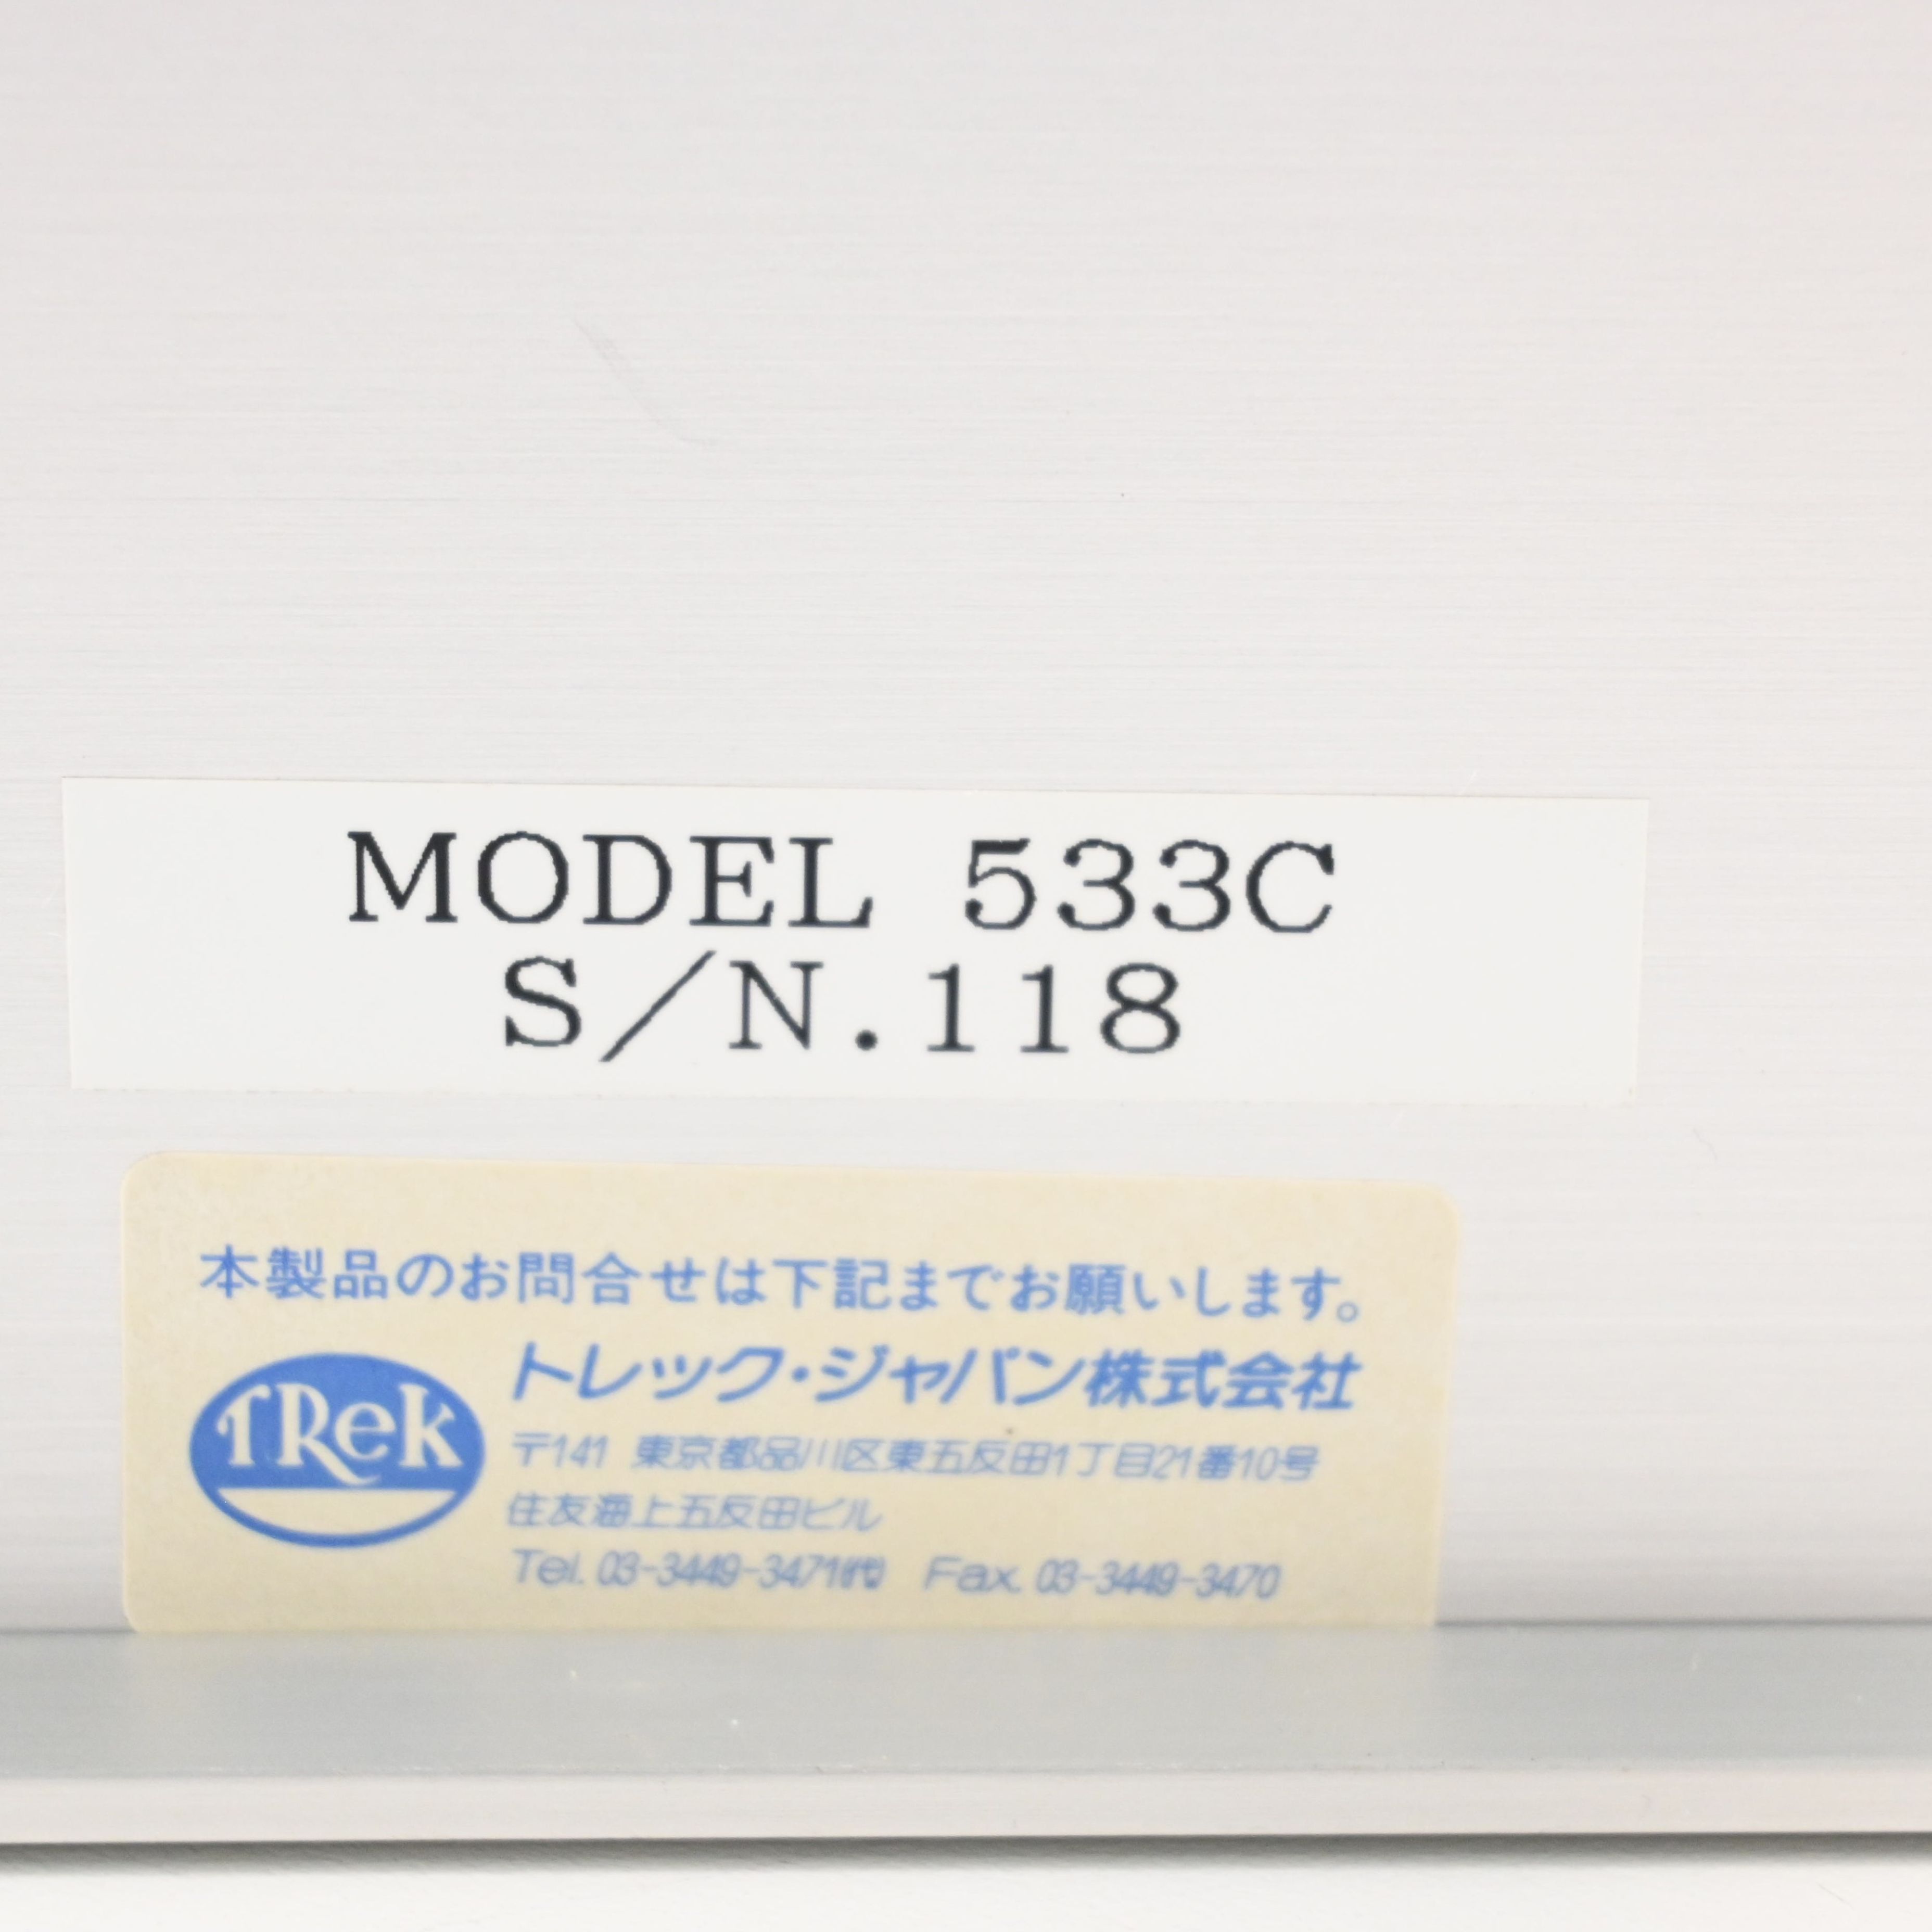 MODEL 533C
S/N.118
本製品のお問合せは下記までお願いします。
TReK
トレック・ジャパン株式会社
〒141 東京都品川区東五反田1丁目21番10号
住友海上五反田ビル
Tel. 03-3449-3471㈹ Fax. 03-3449-3470